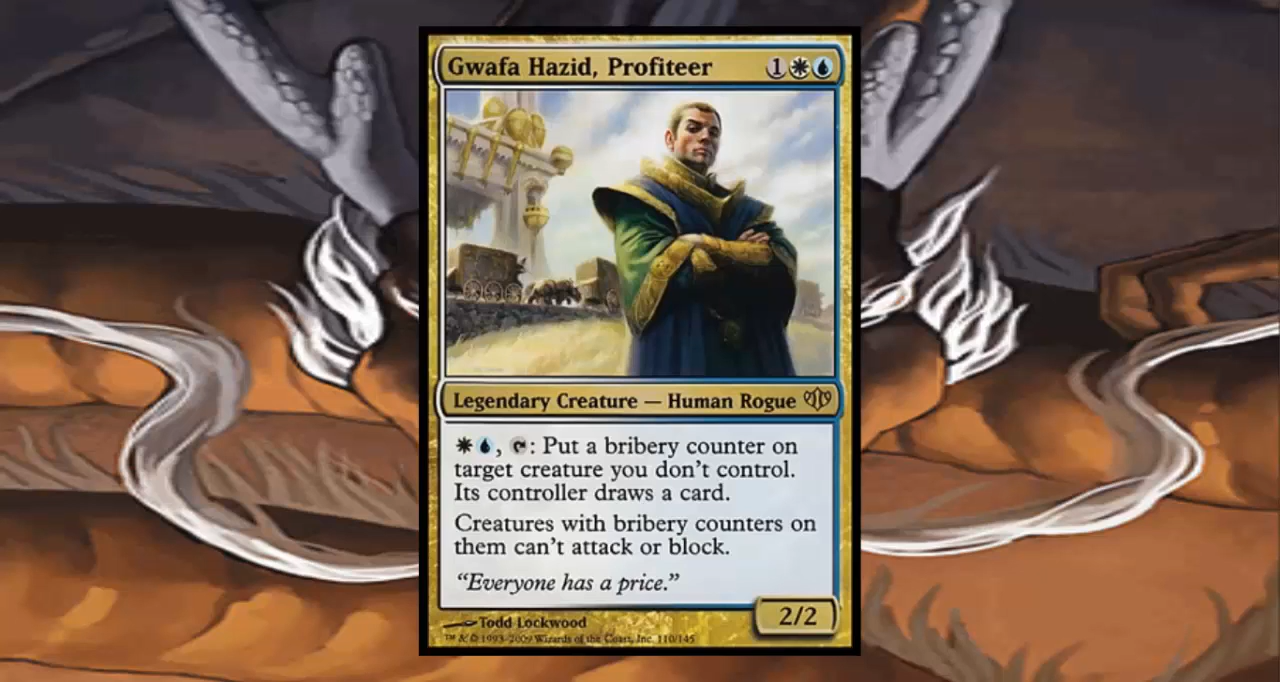 Gwafa Hazid, Profiteer 1
Legendary Creature — Human Rogue
, : Put a bribery counter on
target creature you don't control.
Its controller draws a card.
Creatures with bribery counters on
them can't attack or block.
“Everyone has a price.”
2/2
Todd Lockwood
™ & © 1993–2009 Wizards of the Coast, Inc. 110/145